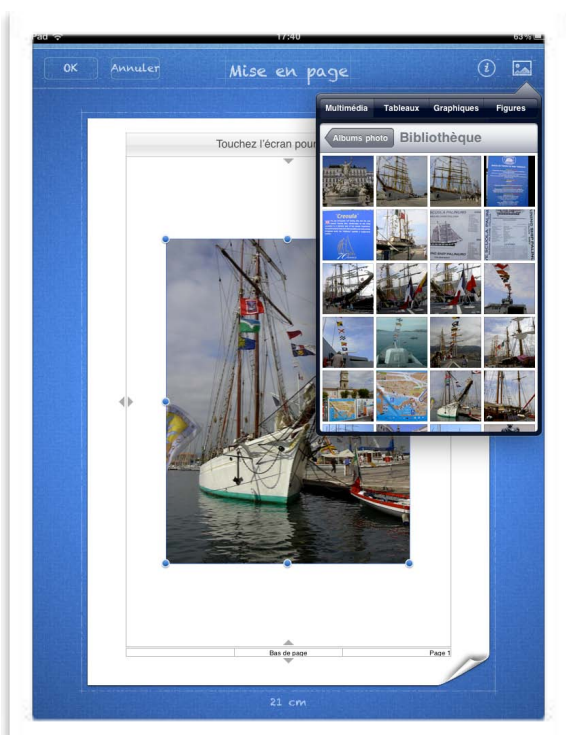 17:40
63 %
OK
Annuler
Mise en page
Multimédia
Tableaux
Graphiques
Figures
Albums photo
Bibliothèque
Touchez l'écran pour
Cronula
Bas de page
Page 1
21 cm